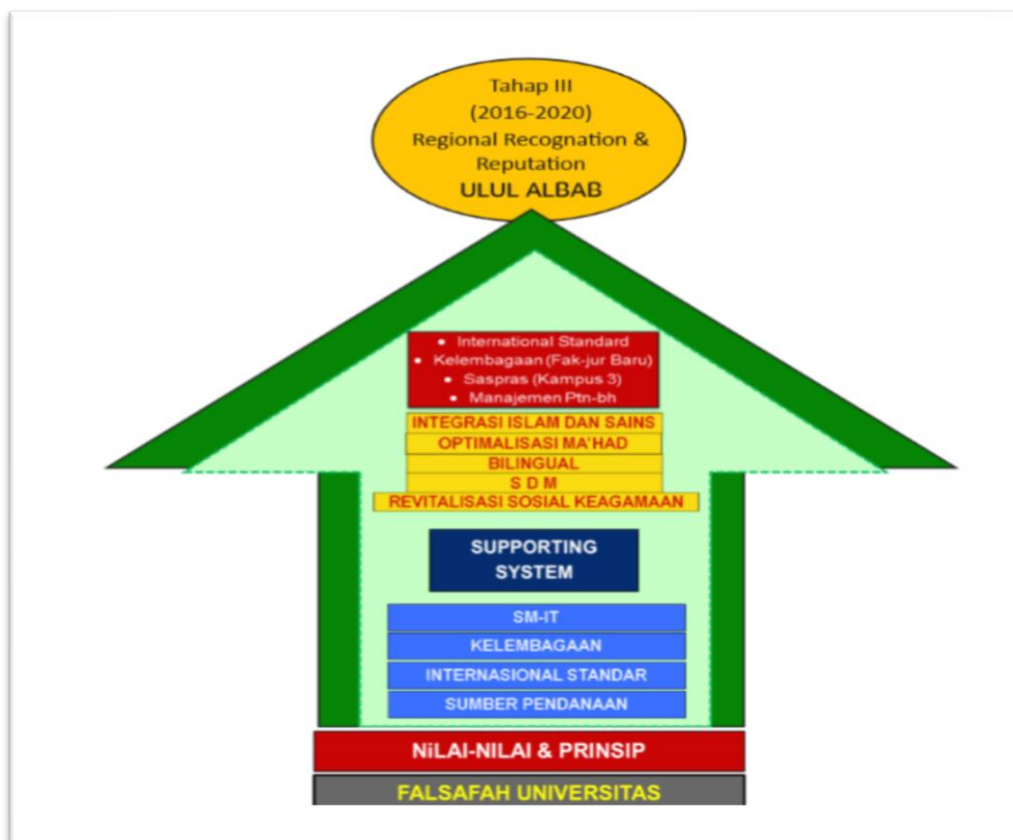 Tahap III
(2016-2020)
Regional Recognation &
Reputation
ULUL ALBAB
• International Standard
• Kelembagaan (Fak-jur Baru)
• Saspras (Kampus 3)
• Manajemen Ptn-bh
INTEGRASI ISLAM DAN SAINS
OPTIMALISASI MA'HAD
BILINGUAL
S D M
REVITALISASI SOSIAL KEAGAMAAN
SUPPORTING
SYSTEM
SM-IT
KELEMBAGAAN
INTERNASIONAL STANDAR
SUMBER PENDANAAN
NiLAI-NILAI & PRINSIP
FALSAFAH UNIVERSITAS